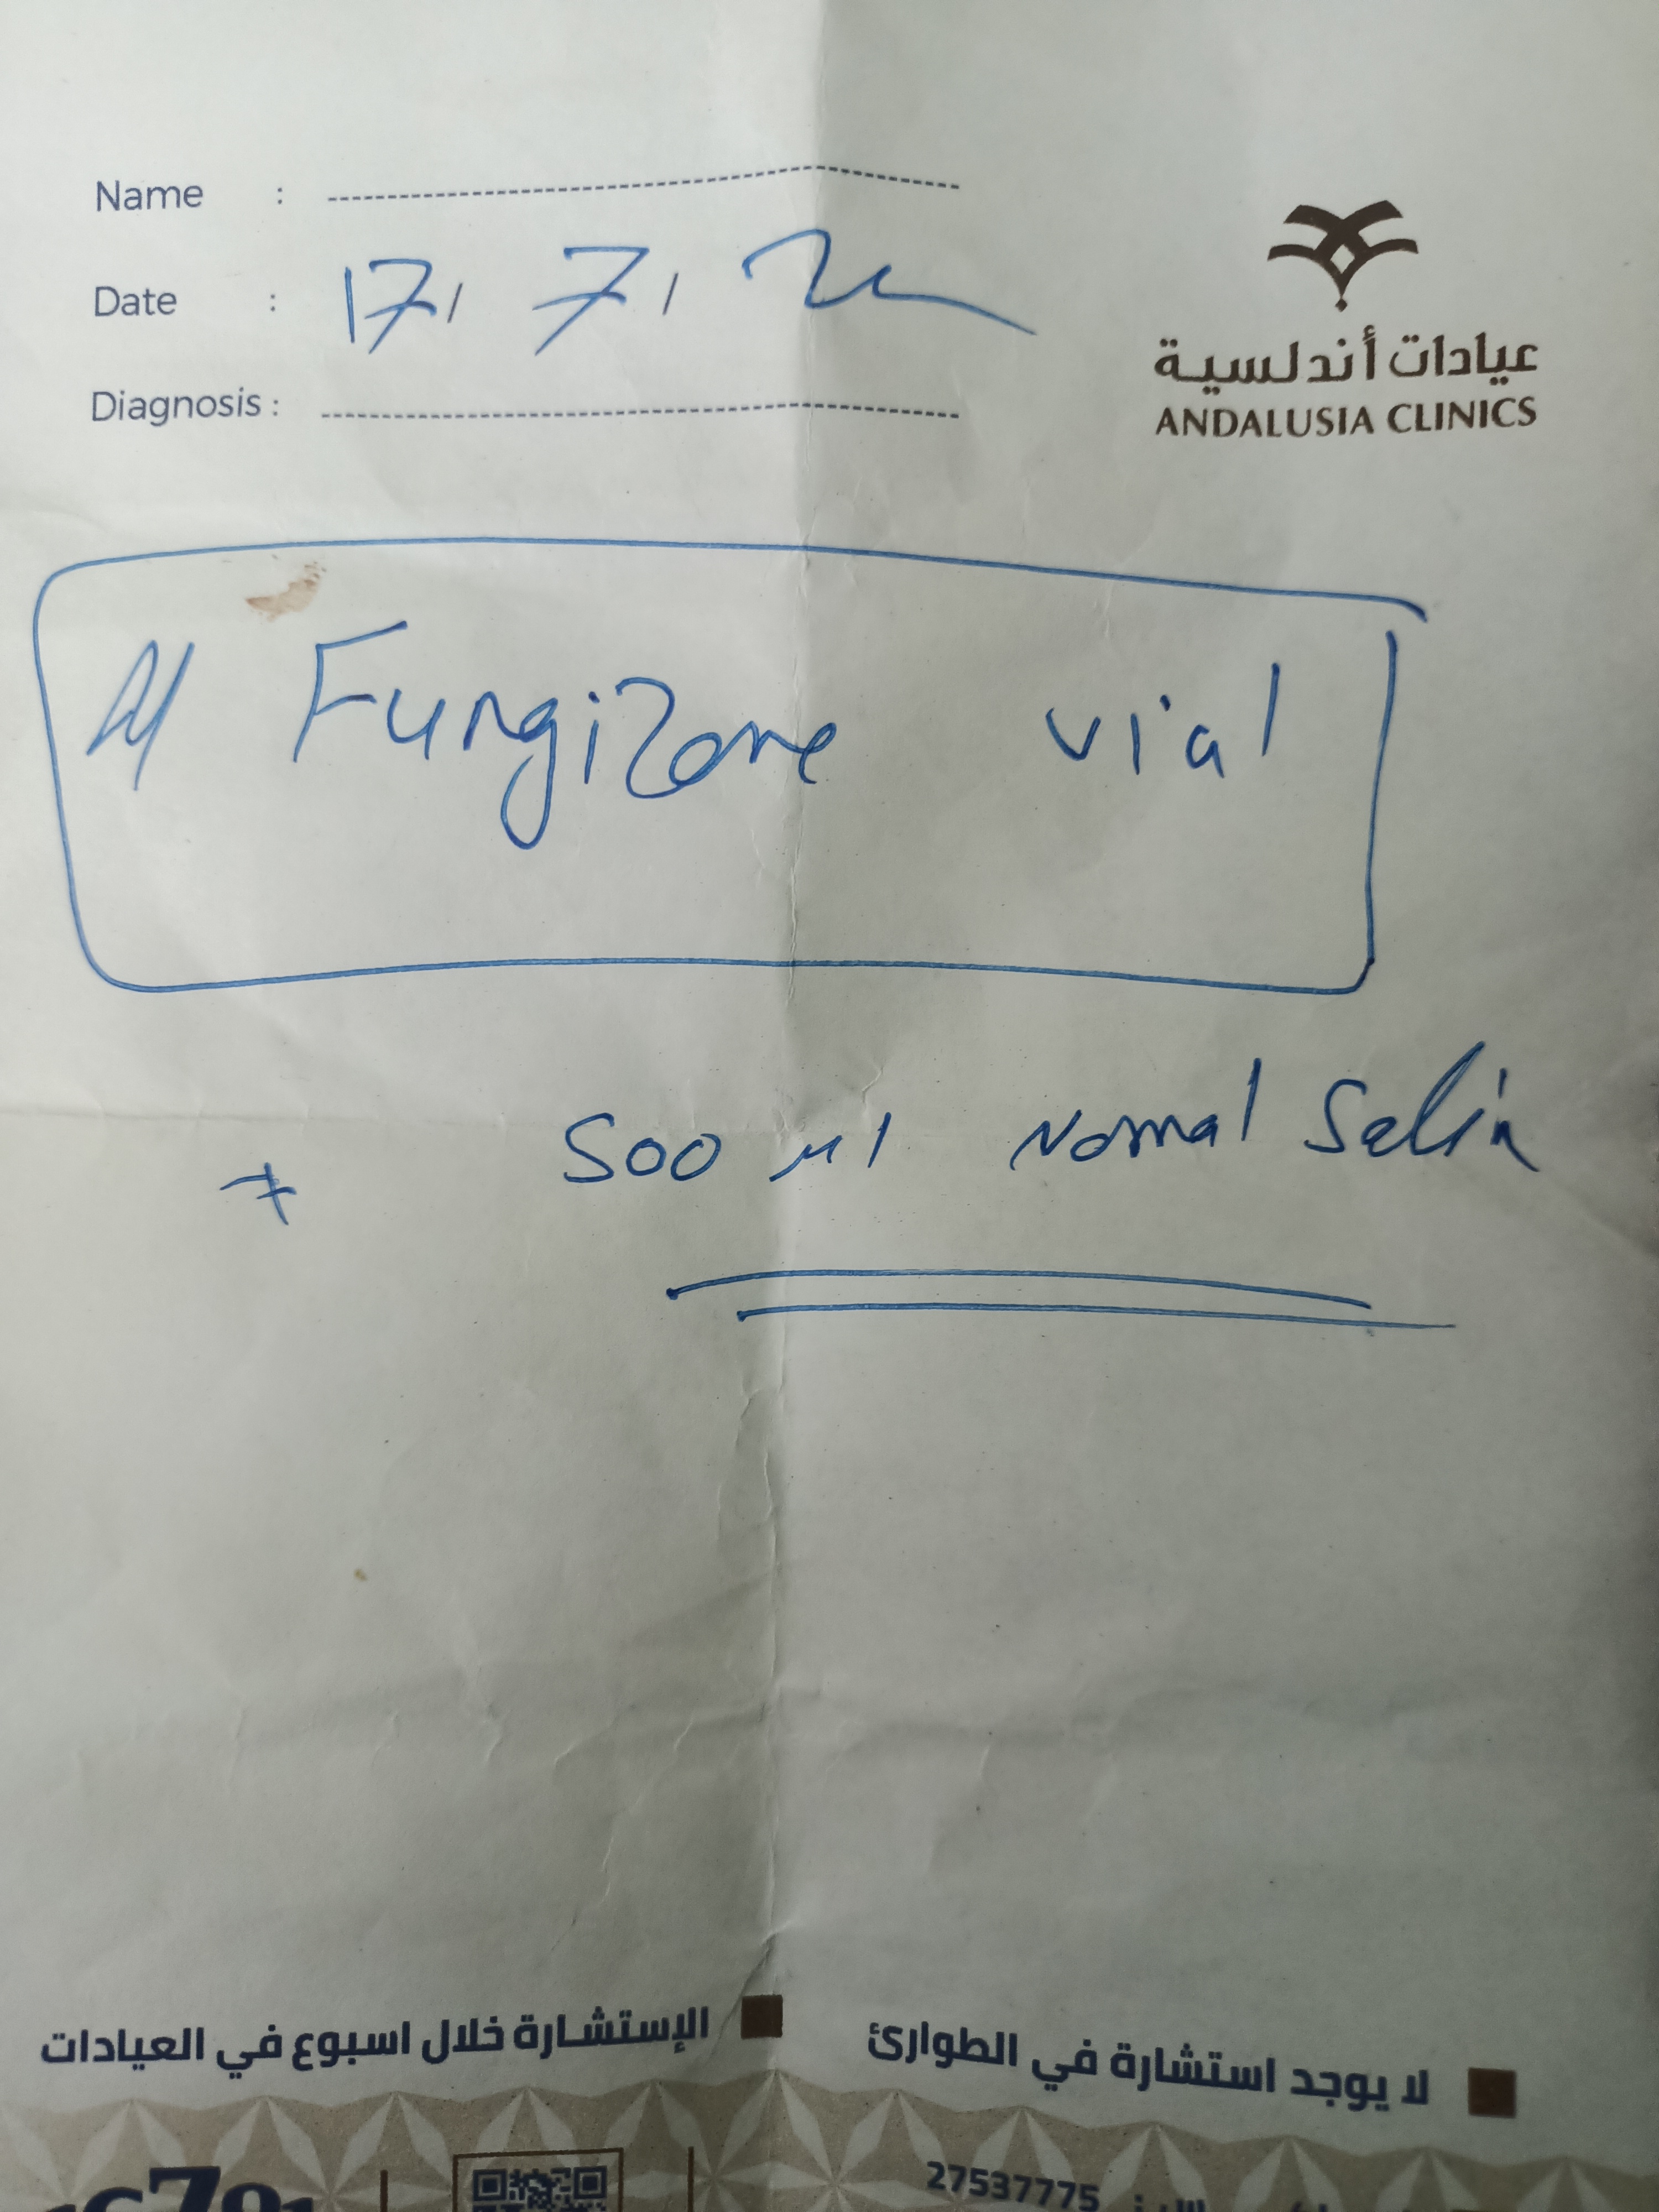 Name :
Date : 17/ 7/
Diagnosis :
عيادات أندلسية
ANDALUSIA CLINICS
Fungizone vial
+ 500 ml Normal Salin
لا يوجد استشارة في الطوارئ
الإستشارة خلال اسبوع في العيادات
27537775